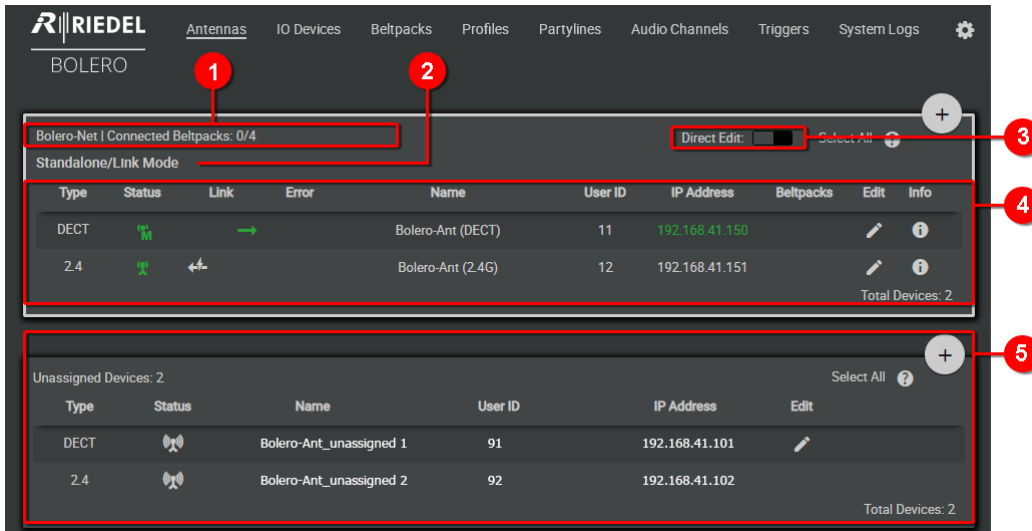 RIEDEL
BOLERO
Antennas IO Devices Beltpacks Profiles Partylines Audio Channels Triggers System Logs
1
2
+
Bolero-Net | Connected Beltpacks: 0/4
Direct Edit: Select All ?
3
Standalone/Link Mode
Type Status Link Error Name User ID IP Address Beltpacks Edit Info
4
DECT M Bolero-Ant (DECT) 11 192.168.41.150
2.4 Bolero-Ant (2.4G) 12 192.168.41.151
Total Devices: 2
+
5
Unassigned Devices: 2 Select All ?
Type Status Name User ID IP Address Edit
DECT Bolero-Ant_unassigned 1 91 192.168.41.101
2.4 Bolero-Ant_unassigned 2 92 192.168.41.102
Total Devices: 2